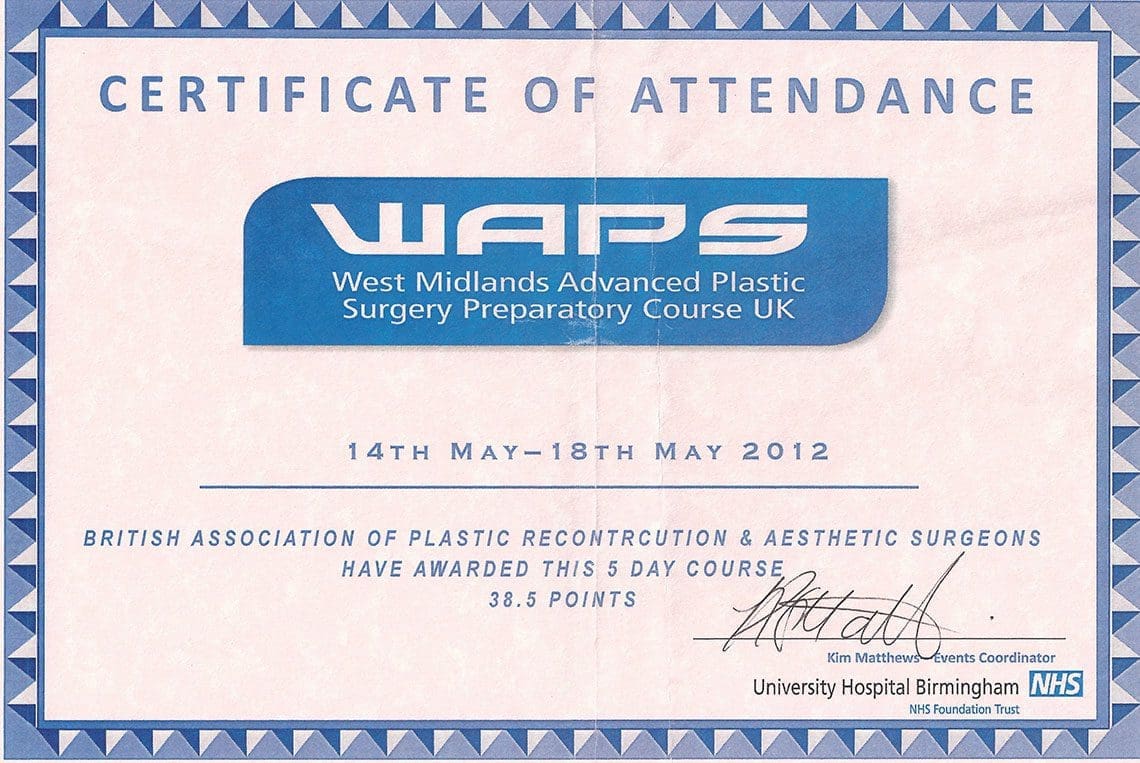 CERTIFICATE OF ATTENDANCE
WAPS
West Midlands Advanced Plastic
Surgery Preparatory Course UK
14TH MAY–18TH MAY 2012
BRITISH ASSOCIATION OF PLASTIC RECONTRCUTION & AESTHETIC SURGEONS
HAVE AWARDED THIS 5 DAY COURSE
38.5 POINTS
Kim Matthews Events Coordinator
University Hospital Birmingham NHS
NHS Foundation Trust